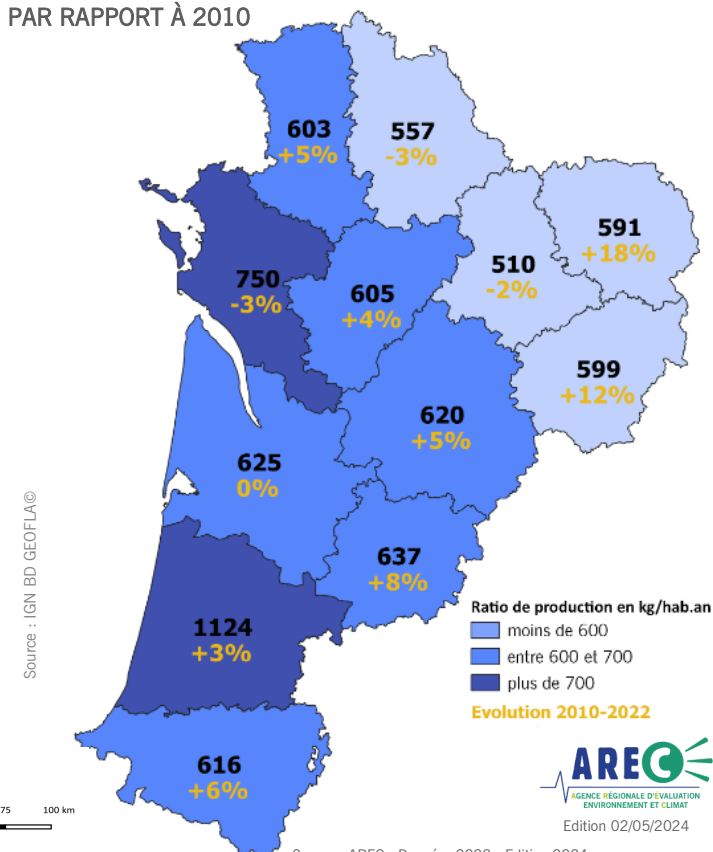 PAR RAPPORT À 2010
603
+5%
557
-3%
591
+18%
510
-2%
750
-3%
605
+4%
599
+12%
620
+5%
625
0%
637
+8%
1124
+3%
616
+6%
Source : IGN BD GEOFLA©
Ratio de production en kg/hab.an
moins de 600
entre 600 et 700
plus de 700
Evolution 2010-2022
AREC
AGENCE RÉGIONALE D'ÉVALUATION
ENVIRONNEMENT ET CLIMAT
Edition 02/05/2024
75 100 km